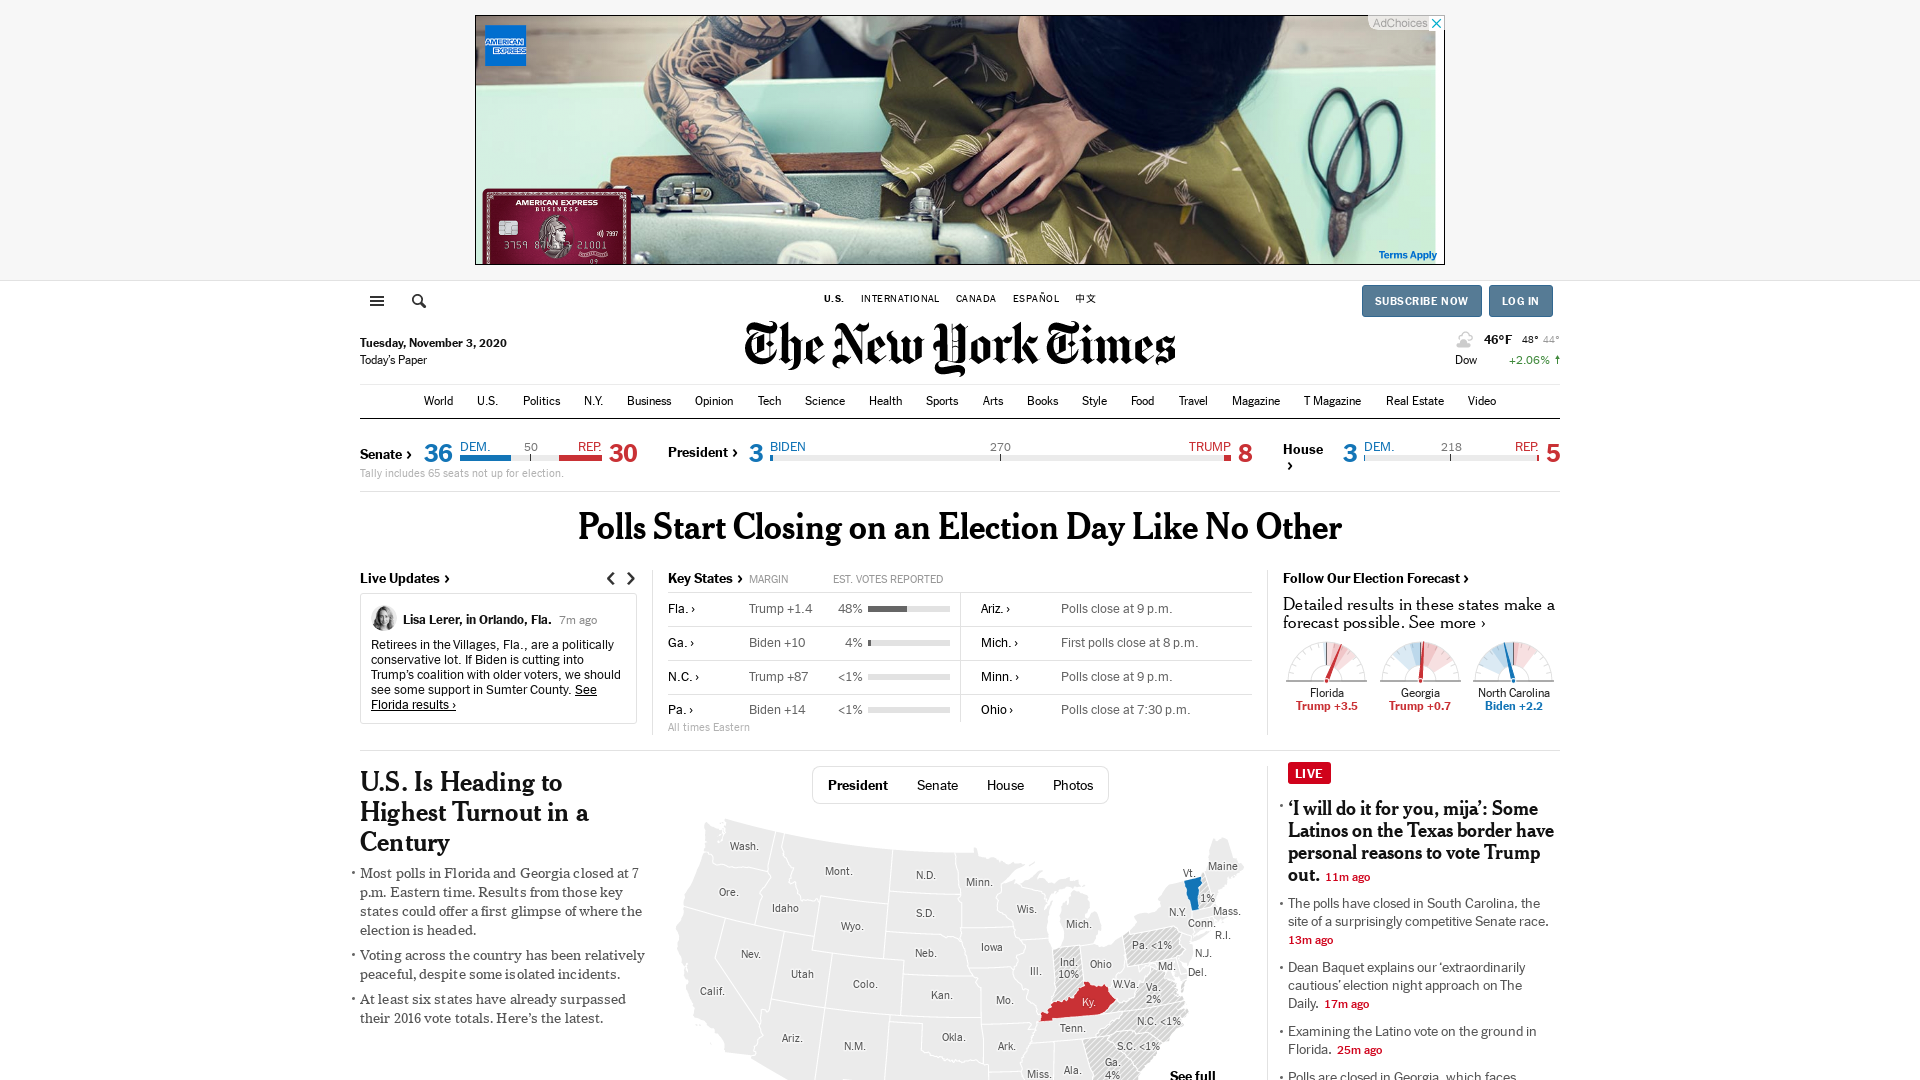 AdChoices
AMERICAN
EXPRESS
AMERICAN EXPRESS
BUSINESS
7997
21001
09
Terms Apply
U.S. INTERNATIONAL CANADA ESPAÑOL 中文
SUBSCRIBE NOW LOG IN
The New York Times
Tuesday, November 3, 2020
Today's Paper
46°F 48° 44°
Dow +2.06% ↑
World U.S. Politics N.Y. Business Opinion Tech Science Health Sports Arts Books Style Food Travel Magazine T Magazine Real Estate Video
Senate › 36 DEM. 50 REP. 30
Tally includes 65 seats not up for election.
President › 3 BIDEN 270 TRUMP 8
House › 3 DEM. 218 REP. 5
Polls Start Closing on an Election Day Like No Other
Live Updates ›
Lisa Lerer, in Orlando, Fla. 7m ago
Retirees in the Villages, Fla., are a politically
conservative lot. If Biden is cutting into
Trump's coalition with older voters, we should
see some support in Sumter County. See
Florida results ›
Key States › MARGIN EST. VOTES REPORTED
Fla. › Trump +1.4 48% Ariz. › Polls close at 9 p.m.
Ga. › Biden +10 4% Mich. › First polls close at 8 p.m.
N.C. › Trump +87 <1% Minn. › Polls close at 9 p.m.
Pa. › Biden +14 <1% Ohio › Polls close at 7:30 p.m.
All times Eastern
Follow Our Election Forecast ›
Detailed results in these states make a
forecast possible. See more ›
Florida Georgia North Carolina
Trump +3.5 Trump +0.7 Biden +2.2
U.S. Is Heading to
Highest Turnout in a
Century
• Most polls in Florida and Georgia closed at 7
p.m. Eastern time. Results from those key
states could offer a first glimpse of where the
election is headed.
• Voting across the country has been relatively
peaceful, despite some isolated incidents.
• At least six states have already surpassed
their 2016 vote totals. Here's the latest.
President Senate House Photos
Wash.
Mont.
N.D.
Minn.
Vt.
Maine
Ore.
Idaho
Wyo.
S.D.
Wis.
Mich.
N.Y.
1%
Mass.
Conn.
R.I.
Nev.
Utah
Colo.
Neb.
Iowa
Ill.
Ind.
10%
Ohio
Pa. <1%
N.J.
Md.
Del.
Calif.
Kan.
Mo.
Ky.
W.Va.
Va.
2%
Ariz.
N.M.
Okla.
Ark.
Tenn.
N.C. <1%
S.C. <1%
Miss.
Ala.
Ga.
4%
See full
LIVE
• ‘I will do it for you, mija’: Some
Latinos on the Texas border have
personal reasons to vote Trump
out. 11m ago
• The polls have closed in South Carolina, the
site of a surprisingly competitive Senate race.
13m ago
• Dean Baquet explains our ‘extraordinarily
cautious’ election night approach on The
Daily. 17m ago
• Examining the Latino vote on the ground in
Florida. 25m ago
• Polls are closed in Georgia, which faces